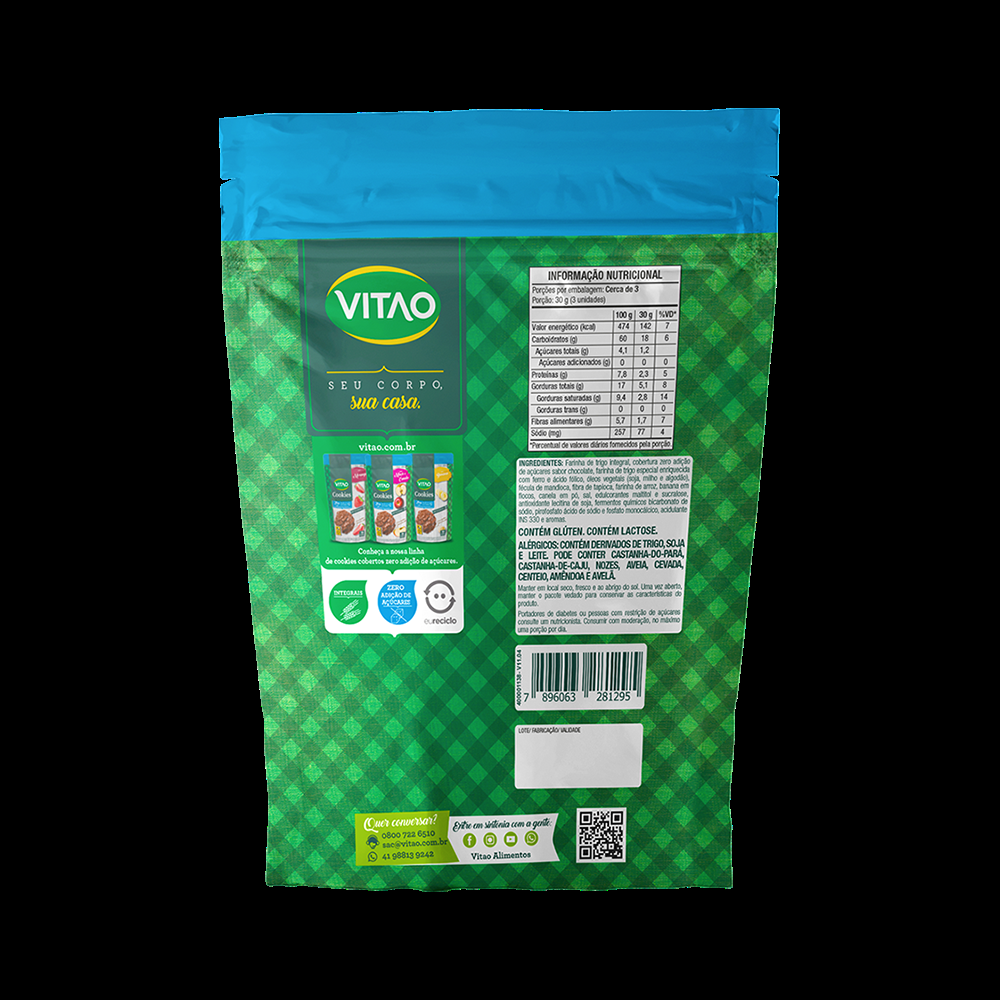 VITAO
SEU CORPO,
sua casa.
vitao.com.br
VITAO
Cookies
VITAO
Cookies
VITAO
Cookies
Conheça a nossa linha
de cookies cobertos zero adição de açúcares.
INTEGRAIS
ZERO
ADIÇÃO DE
AÇÚCARES
eureciclo
INFORMAÇÃO NUTRICIONAL
Porções por embalagem: Cerca de 3
Porção: 30 g (3 unidades)
100 g 30 g %VD*
Valor energético (kcal) 474 142 7
Carboidratos (g) 60 18 6
Açúcares totais (g) 4,1 1,2
Açúcares adicionados (g) 0 0 0
Proteínas (g) 7,8 2,3 5
Gorduras totais (g) 17 5,1 8
Gorduras saturadas (g) 9,4 2,8 14
Gorduras trans (g) 0 0 0
Fibras alimentares (g) 5,7 1,7 7
Sódio (mg) 257 77 4
*Percentual de valores diários fornecidos pela porção.
INGREDIENTES: Farinha de trigo integral, cobertura zero adição
de açúcares sabor chocolate, farinha de trigo especial enriquecida
com ferro e ácido fólico, óleos vegetais (soja, milho e algodão),
fécula de mandioca, fibra de tapioca, farinha de arroz, banana em
flocos, canela em pó, sal, edulcorantes maltitol e sucralose,
antioxidante lecitina de soja, fermentos químicos bicarbonato de
sódio, pirofosfato ácido de sódio e fosfato monocálcico, acidulante
INS 330 e aromas.
CONTÉM GLÚTEN. CONTÉM LACTOSE.
ALÉRGICOS: CONTÉM DERIVADOS DE TRIGO, SOJA
E LEITE. PODE CONTER CASTANHA-DO-PARÁ,
CASTANHA-DE-CAJU, NOZES, AVEIA, CEVADA,
CENTEIO, AMÊNDOA E AVELÃ.
Manter em local seco, fresco e ao abrigo do sol. Uma vez aberto,
manter o pacote vedado para conservar as características do
produto.
Portadores de diabetes ou pessoas com restrição de açúcares
consulte um nutricionista. Consumir com moderação, no máximo
uma porção por dia.
400001138 - V11.04
7 896063 281295
LOTE/ FABRICAÇÃO/ VALIDADE
Quer conversar?
0800 722 6510
sac@vitao.com.br
41 98813 9242
Entre em sintonia com a gente:
Vitao Alimentos